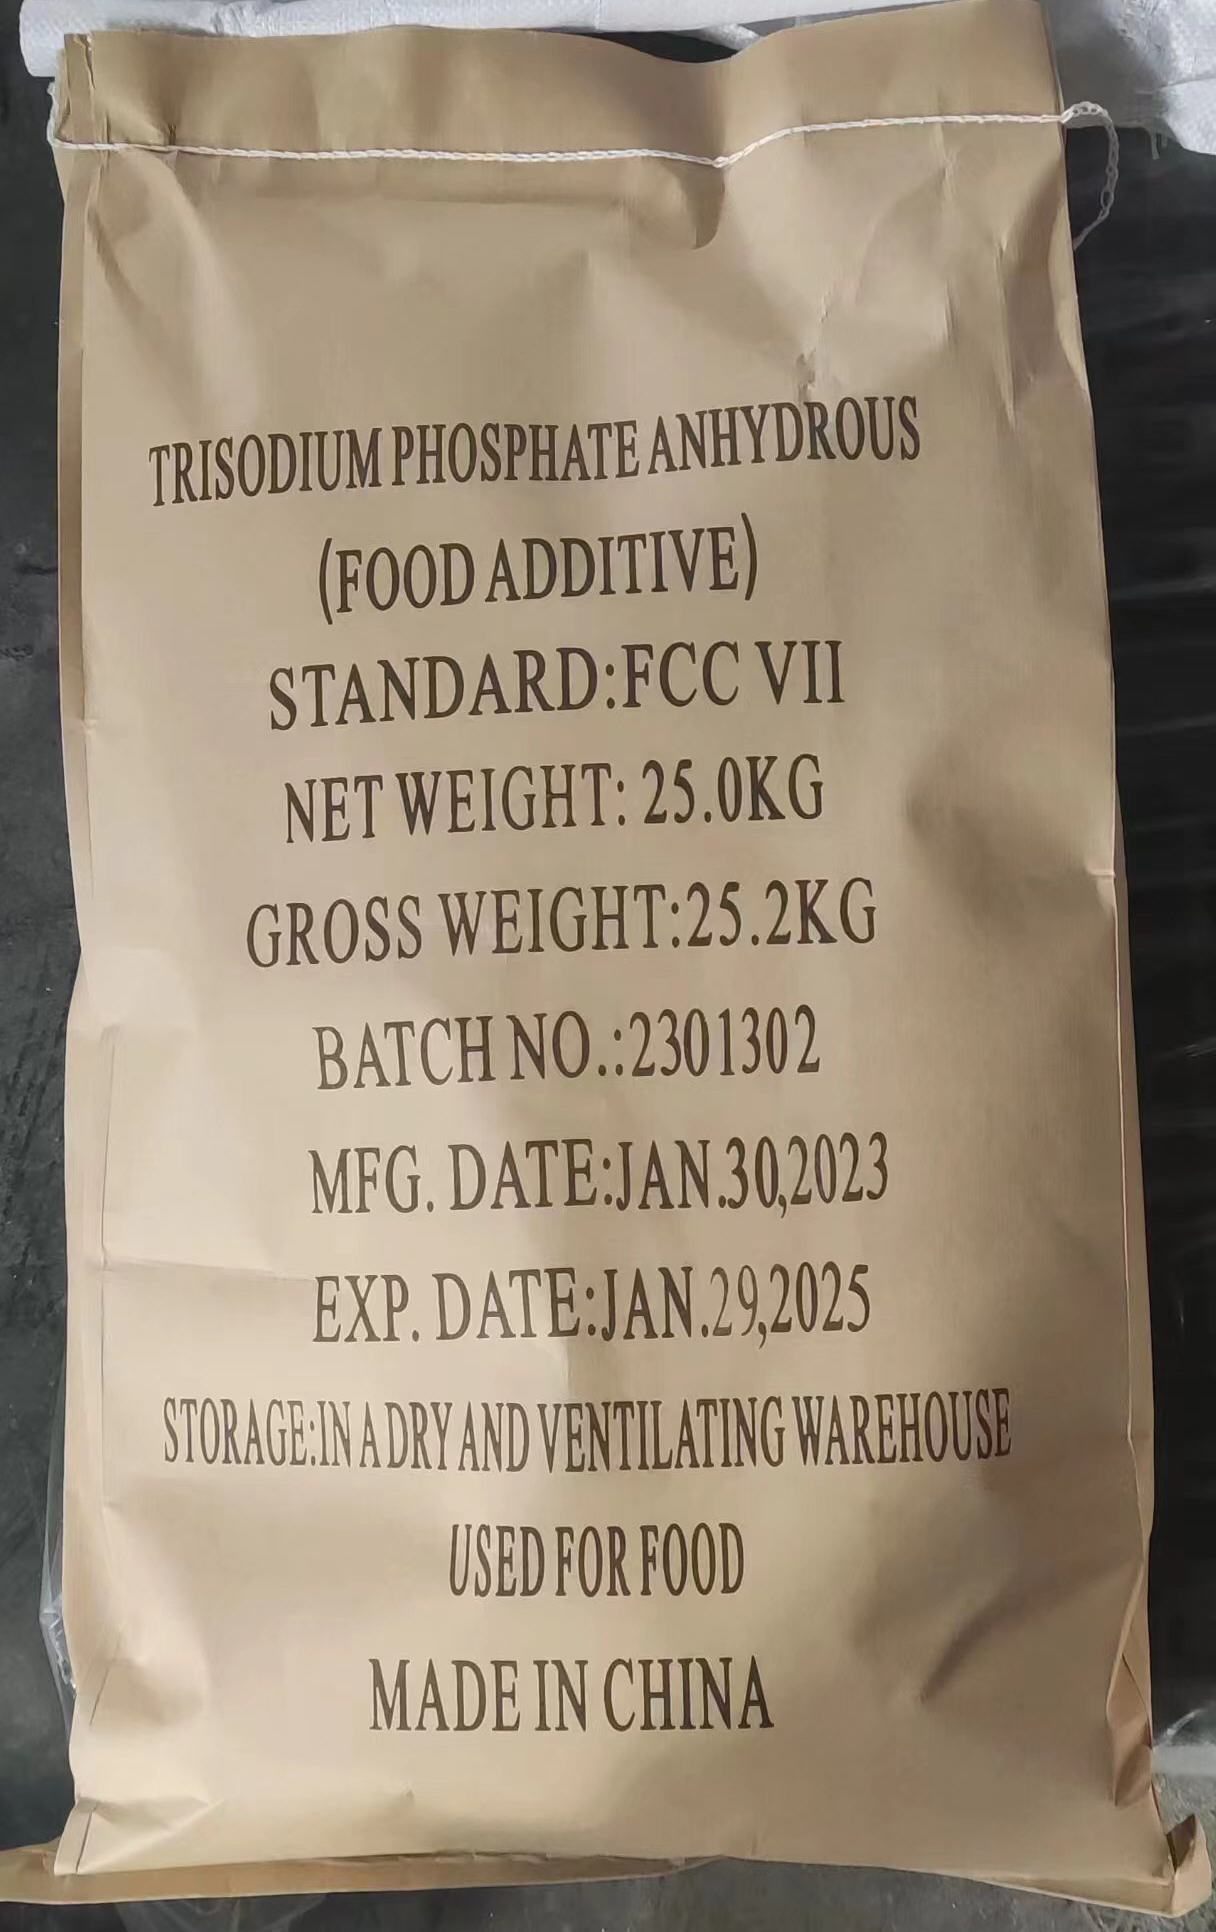 TRISODIUM PHOSPHATE ANHYDROUS
(FOOD ADDITIVE)
STANDARD:FCC VII
NET WEIGHT: 25.0KG
GROSS WEIGHT:25.2KG
BATCH NO.:2301302
MFG. DATE:JAN.30,2023
EXP. DATE:JAN.29,2025
STORAGE:IN A DRY AND VENTILATING WAREHOUSE
USED FOR FOOD
MADE IN CHINA